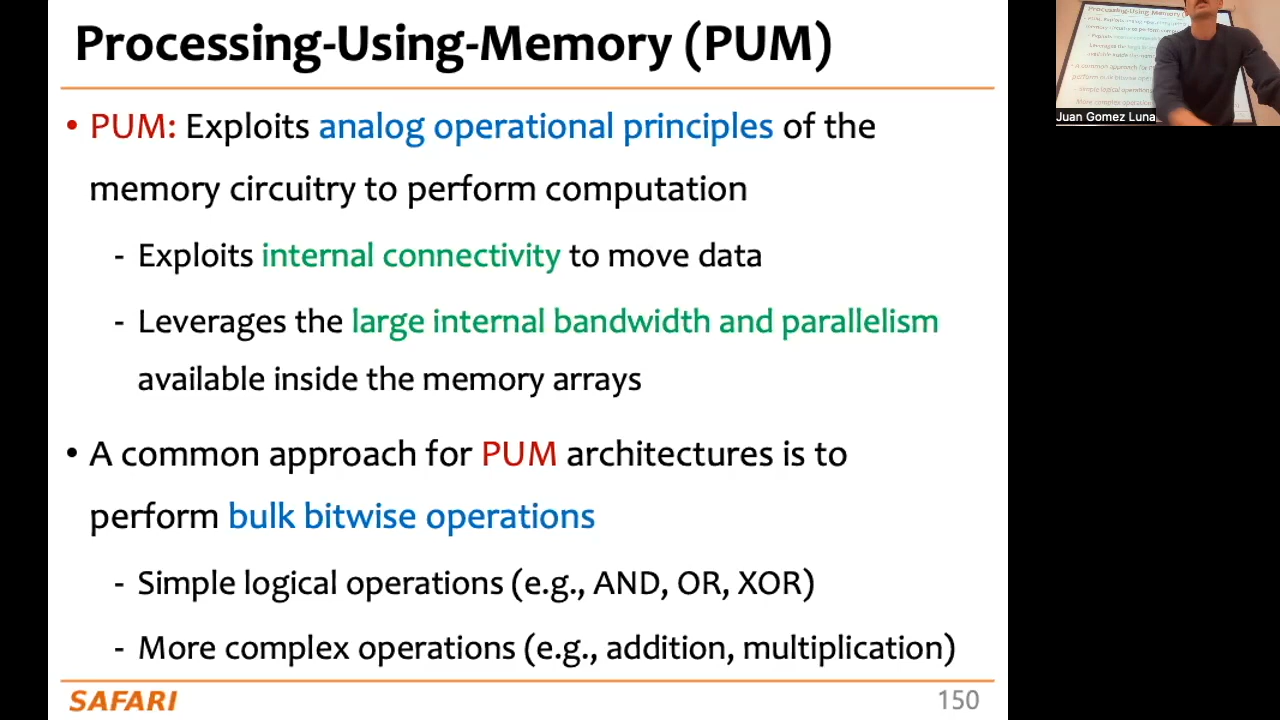 Processing-Using-Memory (PUM)
• PUM: Exploits analog operational principles of the
memory circuitry to perform computation
- Exploits internal connectivity to move data
- Leverages the large internal bandwidth and parallelism
available inside the memory arrays
• A common approach for PUM architectures is to
perform bulk bitwise operations
- Simple logical operations (e.g., AND, OR, XOR)
- More complex operations (e.g., addition, multiplication)
SAFARI
150
Processing-Using-Memory
Juan Gomez Luna